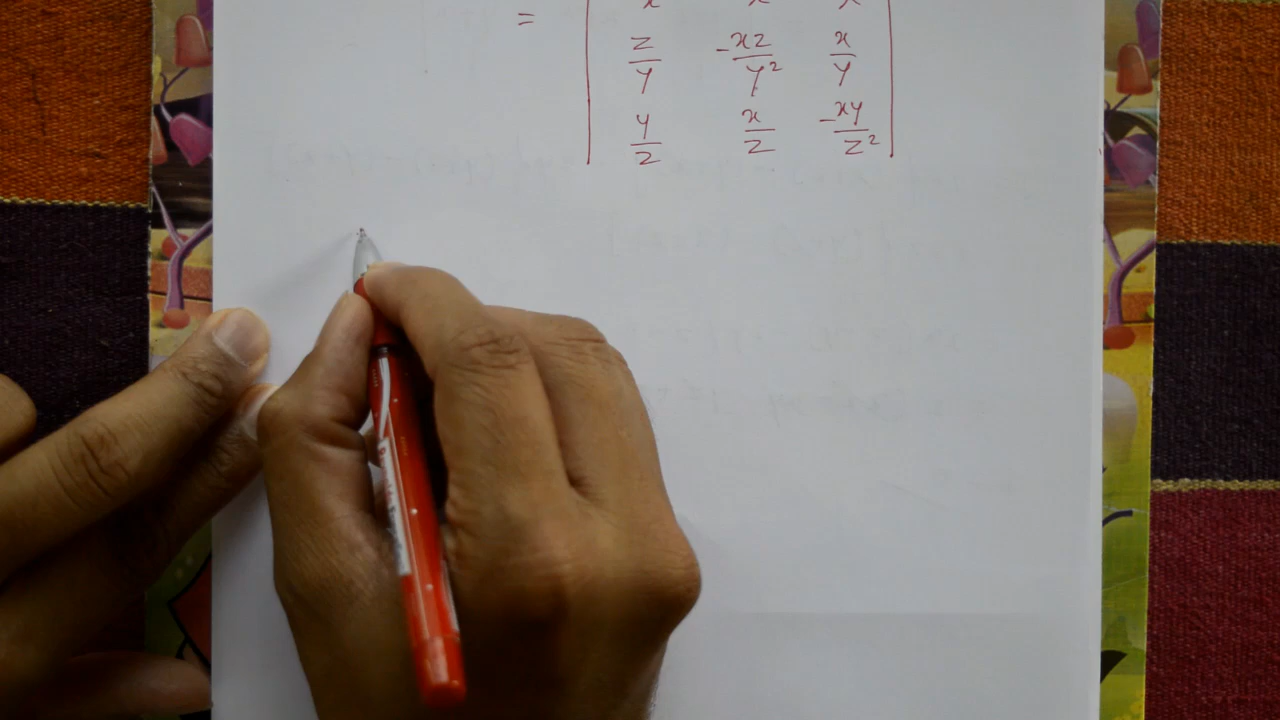 =
z/y -xz/y² x/y
y/z x/z -xy/z²